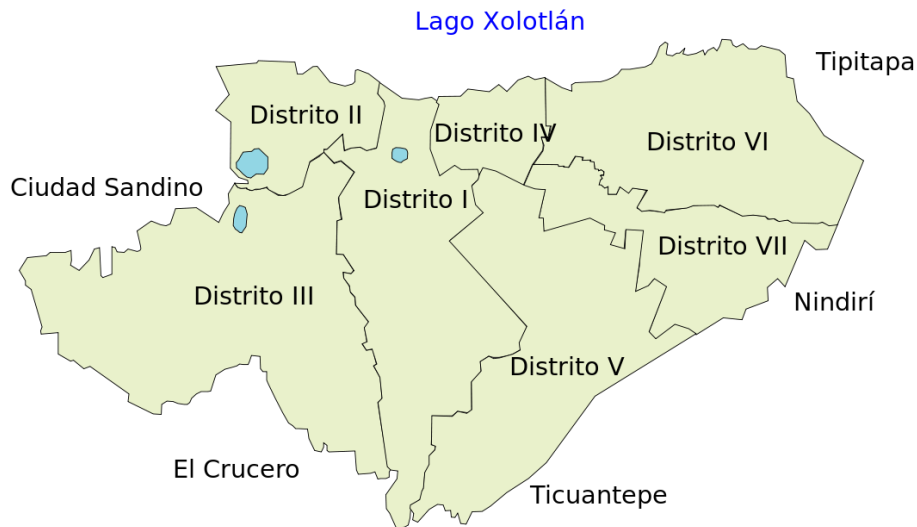 Lago Xolotlán
Tipitapa
Distrito II
Distrito IV
Distrito VI
Ciudad Sandino
Distrito I
Distrito VII
Distrito III
Nindirí
Distrito V
El Crucero
Ticuantepe